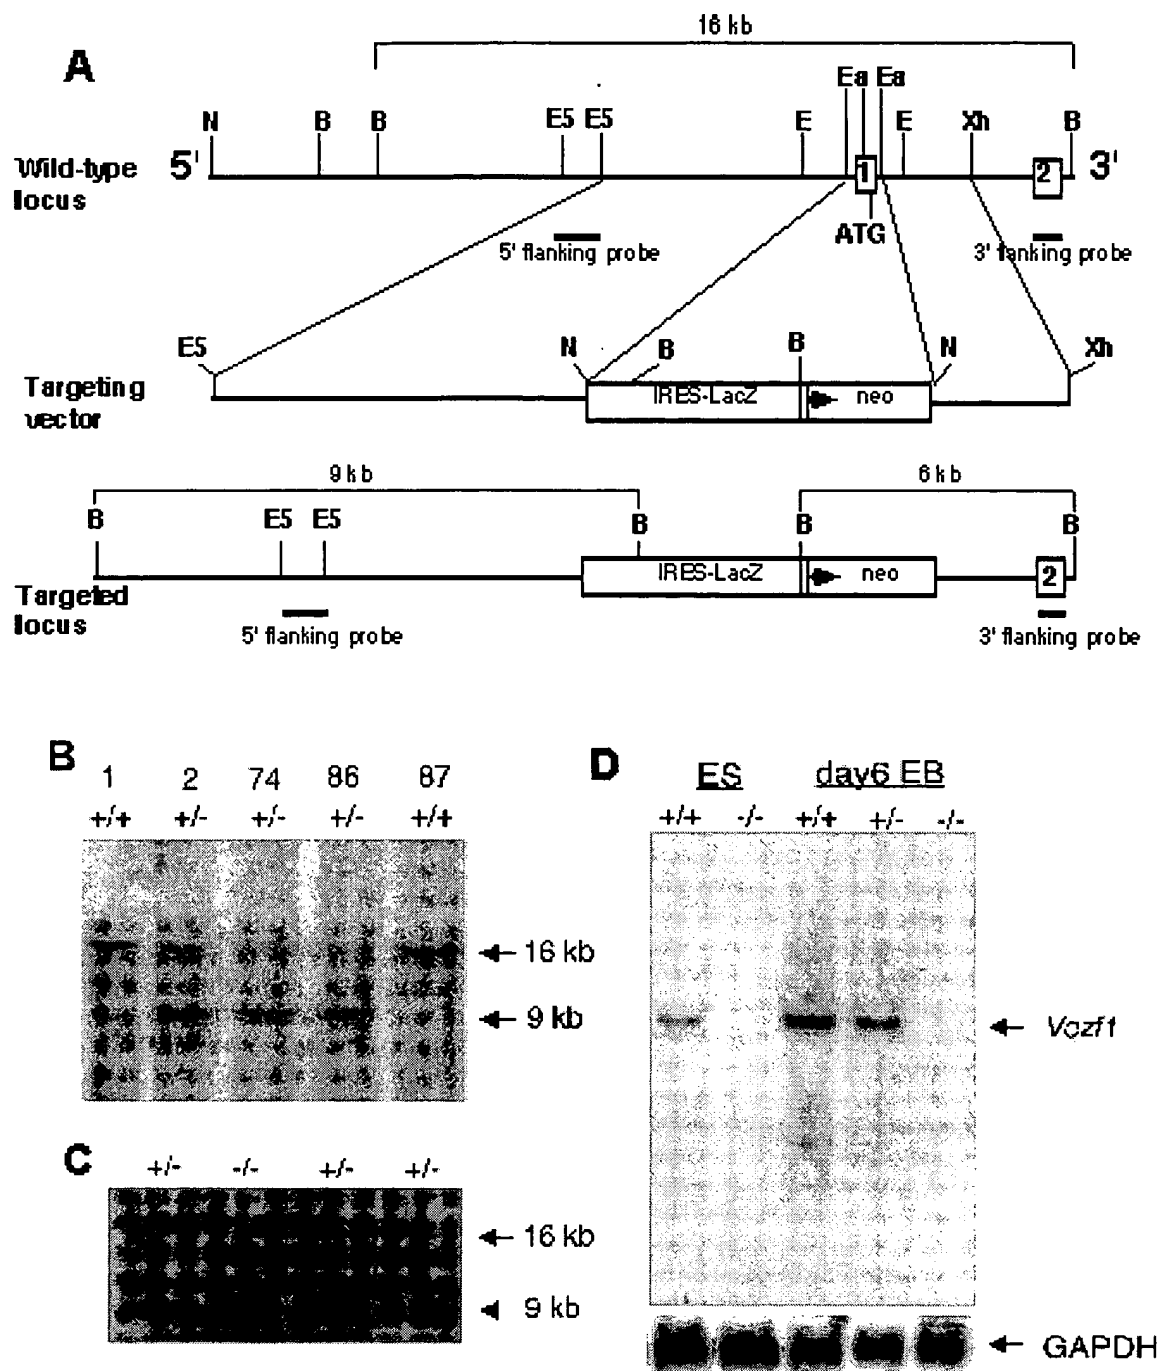 A
16 kb
Ea Ea
N B B E5 E5 E E Xh B
Wild-type locus 5' 1 2 3'
ATG
5' flanking probe 3' flanking probe
E5 N B B N Xh
Targeting vector IRES-LacZ neo
9 kb 6 kb
B E5 E5 B B B
IRES-LacZ neo 2
Targeted locus
5' flanking probe 3' flanking probe
B
1 2 74 86 87
+/+ +/- +/- +/- +/+
16 kb
9 kb
C
+/- -/- +/- +/-
16 kb
9 kb
D
ES day6 EB
+/+ -/- +/+ +/- -/-
Vezf1
GAPDH